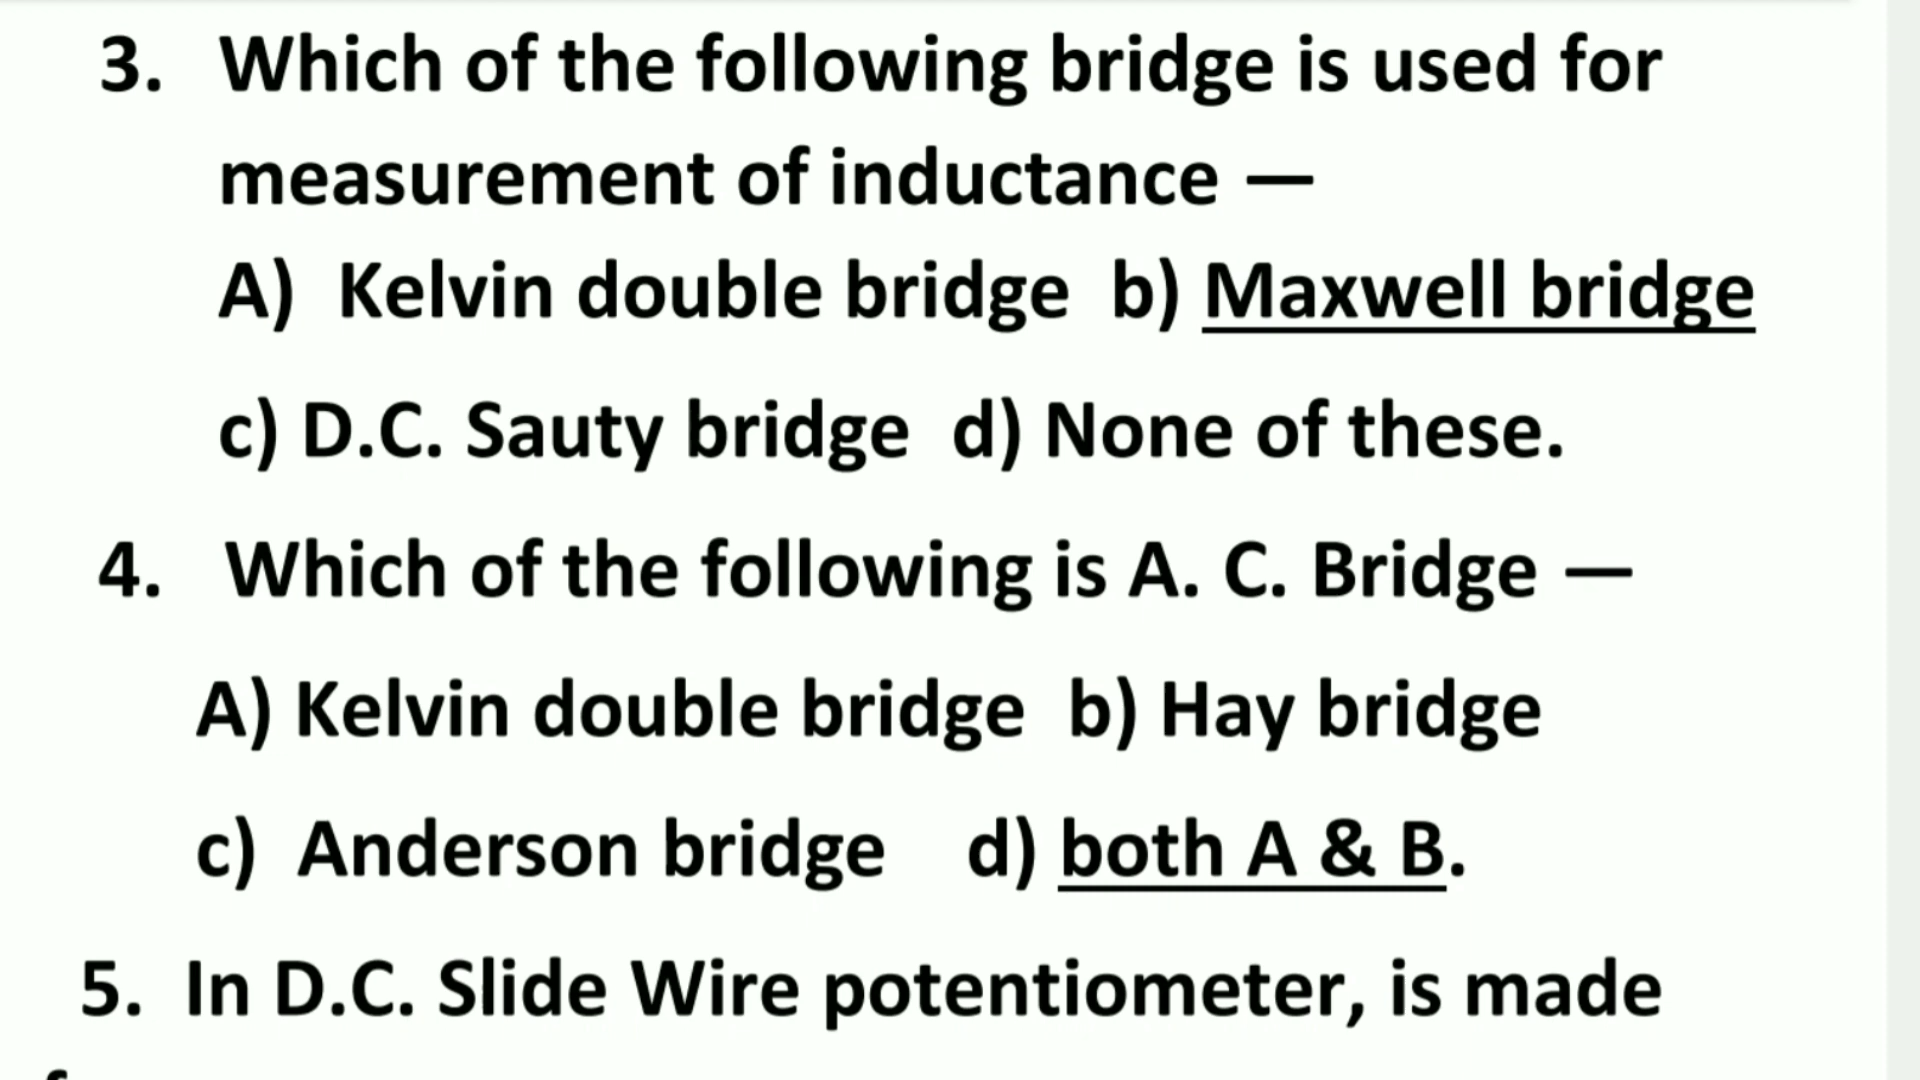 3. Which of the following bridge is used for
measurement of inductance —
A) Kelvin double bridge b) Maxwell bridge
c) D.C. Sauty bridge d) None of these.
4. Which of the following is A. C. Bridge —
A) Kelvin double bridge b) Hay bridge
c) Anderson bridge d) both A & B.
5. In D.C. Slide Wire potentiometer, is made